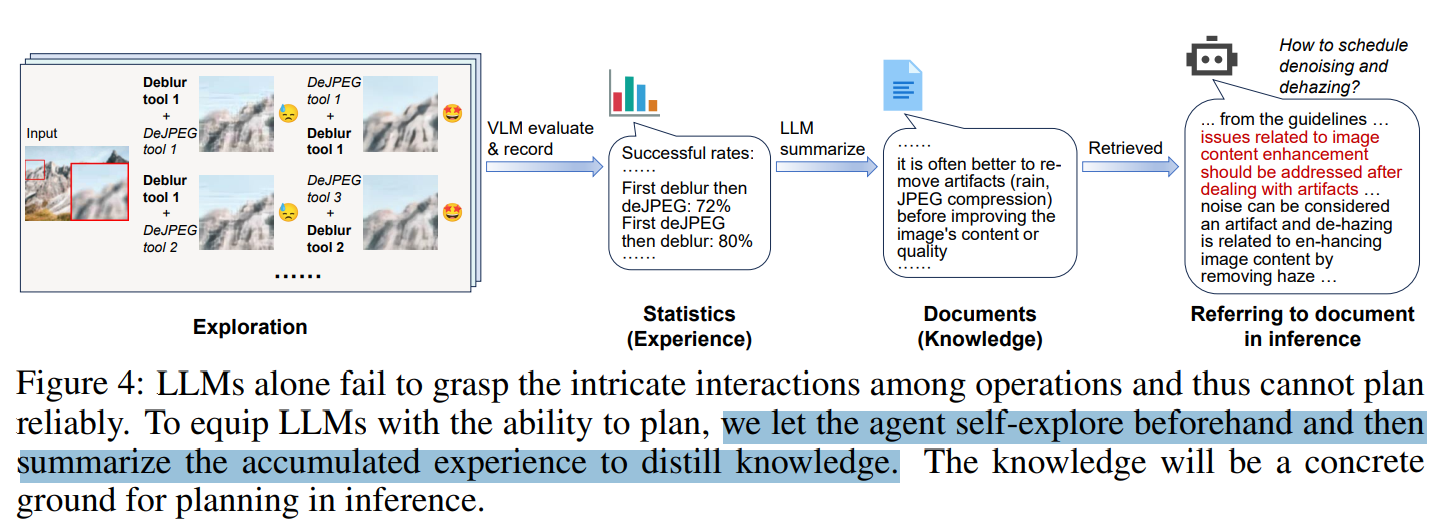 Input
Deblur
tool 1
+
DeJPEG
tool 1
DeJPEG
tool 1
+
Deblur
tool 1
Deblur
tool 1
+
DeJPEG
tool 2
DeJPEG
tool 3
+
Deblur
tool 2
......
Exploration
VLM evaluate
& record
Successful rates:
......
First deblur then
deJPEG: 72%
First deJPEG
then deblur: 80%
......
Statistics
(Experience)
LLM
summarize
......
it is often better to re-
move artifacts (rain,
JPEG compression)
before improving the
image's content or
quality
......
Documents
(Knowledge)
Retrieved
How to schedule
denoising and
dehazing?
... from the guidelines ...
issues related to image
content enhancement
should be addressed after
dealing with artifacts ...
noise can be considered
an artifact and de-hazing
is related to en-hancing
image content by
removing haze ...
Referring to document
in inference
Figure 4: LLMs alone fail to grasp the intricate interactions among operations and thus cannot plan
reliably. To equip LLMs with the ability to plan, we let the agent self-explore beforehand and then
summarize the accumulated experience to distill knowledge. The knowledge will be a concrete
ground for planning in inference.